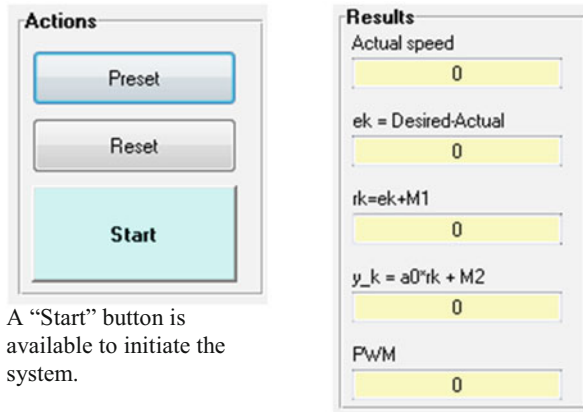 Actions
Preset
Reset
Start
A “Start” button is
available to initiate the
system.
Results
Actual speed
0
ek = Desired-Actual
0
rk=ek+M1
0
y_k = a0*rk + M2
0
PWM
0